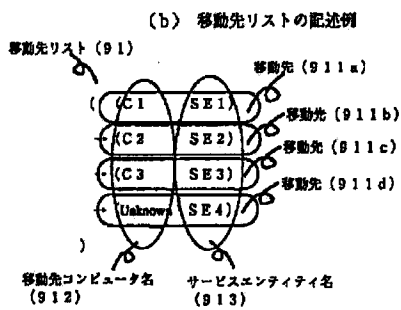 (b) 移動先リストの記述例
移動先リスト(91)
移動先(911a)
( (C1 SE1)
移動先(911b)
(C2 SE2)
移動先(911c)
(C3 SE3)
移動先(911d)
(Unknown SE4)
)
移動先コンピュータ名
(912)
サービスエンティティ名
(913)